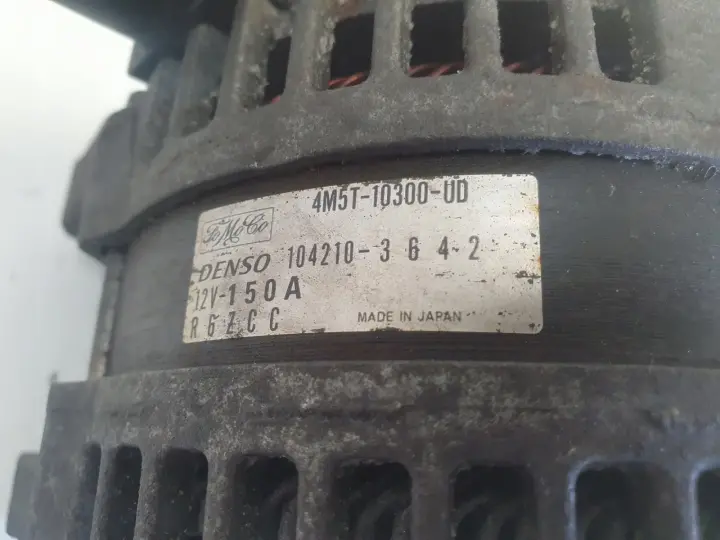 4M5T-10300-UD
FoMoCo
DENSO 104210-3642
12V-150A
R6ZCC
MADE IN JAPAN